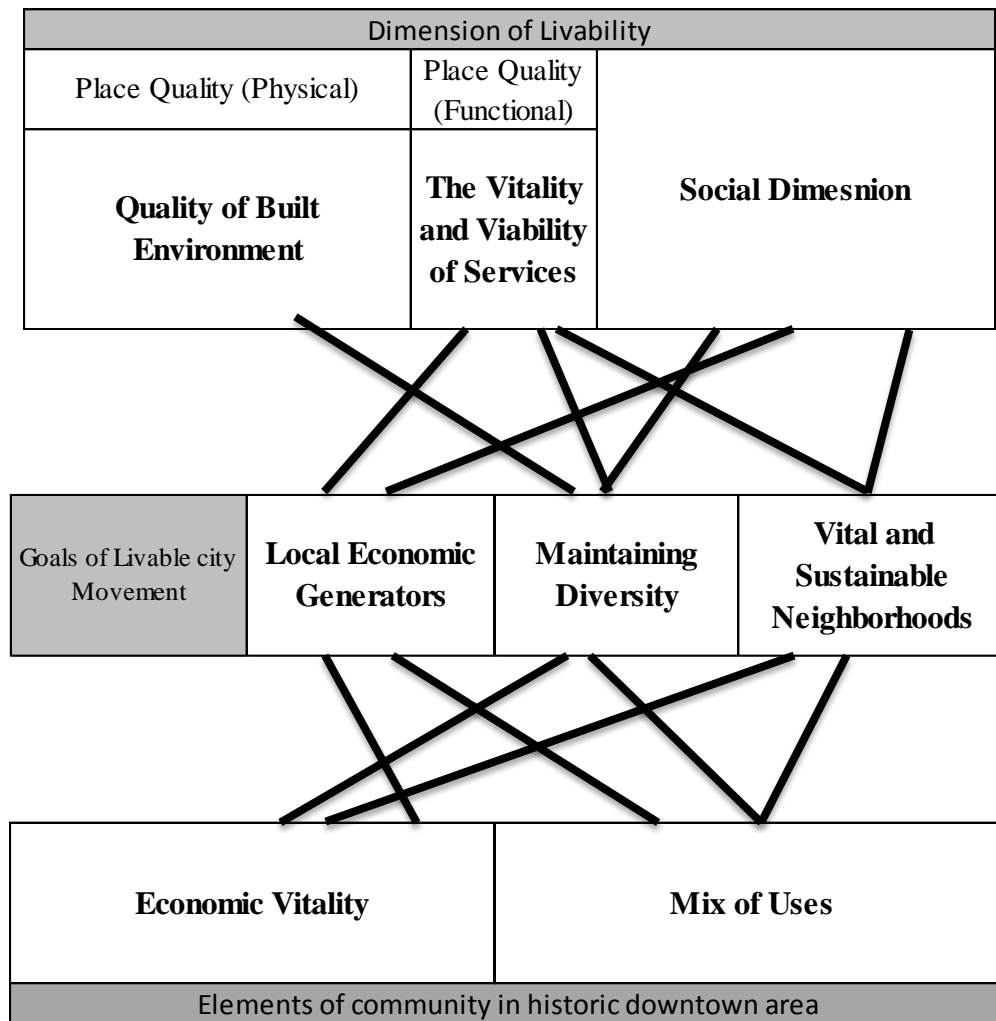 Dimension of Livability
Place Quality (Physical)
Place Quality
(Functional)
Quality of Built
Environment
The Vitality
and Viability
of Services
Social Dimesnion
Goals of Livable city
Movement
Local Economic
Generators
Maintaining
Diversity
Vital and
Sustainable
Neighborhoods
Economic Vitality
Mix of Uses
Elements of community in historic downtown area